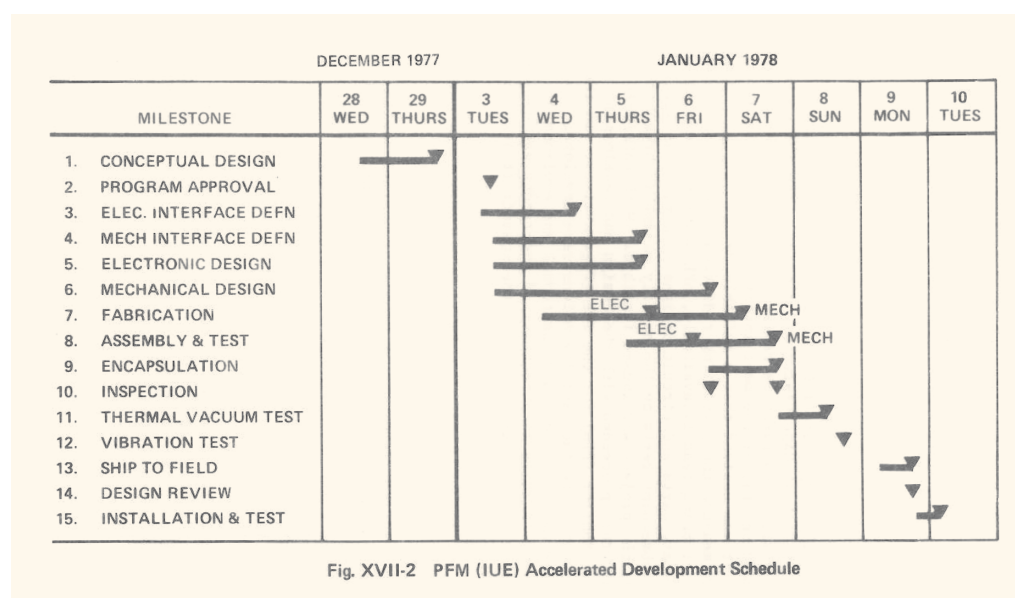 DECEMBER 1977 JANUARY 1978
28 29 3 4 5 6 7 8 9 10
MILESTONE WED THURS TUES WED THURS FRI SAT SUN MON TUES
1. CONCEPTUAL DESIGN
2. PROGRAM APPROVAL
3. ELEC. INTERFACE DEFN
4. MECH INTERFACE DEFN
5. ELECTRONIC DESIGN
6. MECHANICAL DESIGN
ELEC
7. FABRICATION MECH
ELEC
8. ASSEMBLY & TEST MECH
9. ENCAPSULATION
10. INSPECTION
11. THERMAL VACUUM TEST
12. VIBRATION TEST
13. SHIP TO FIELD
14. DESIGN REVIEW
15. INSTALLATION & TEST
Fig. XVII-2 PFM (IUE) Accelerated Development Schedule